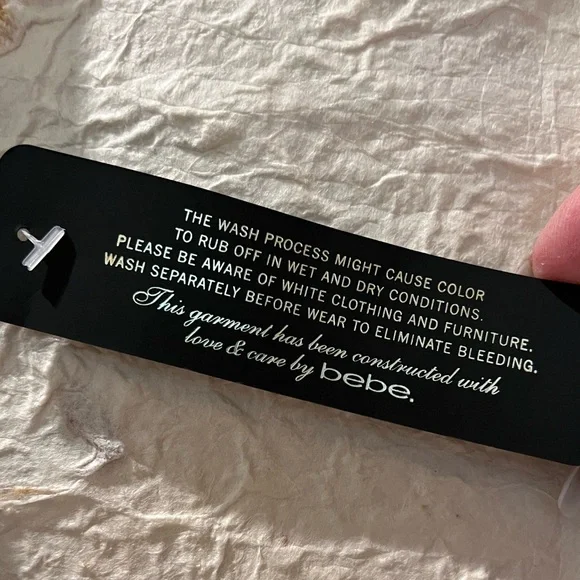 THE WASH PROCESS MIGHT CAUSE COLOR
TO RUB OFF IN WET AND DRY CONDITIONS.
PLEASE BE AWARE OF WHITE CLOTHING AND FURNITURE.
WASH SEPARATELY BEFORE WEAR TO ELIMINATE BLEEDING.
This garment has been constructed with
love & care by bebe.